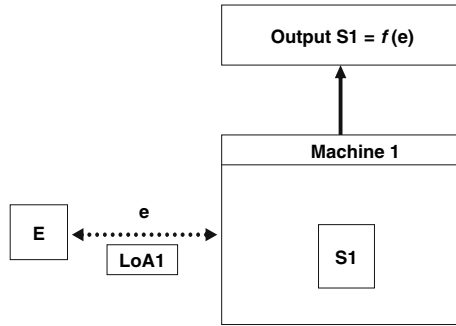 Output S1 = f(e)
Machine 1
e
E
LoA1
S1